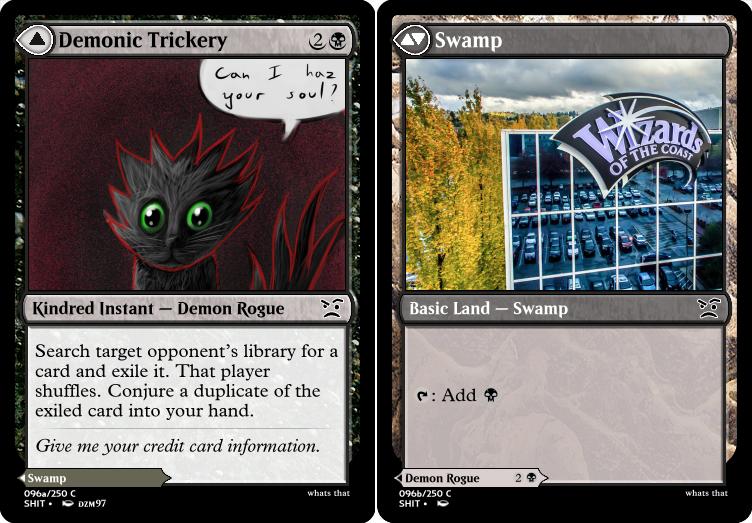 Demonic Trickery 2
Can I haz
your soul?
Kindred Instant — Demon Rogue
Search target opponent's library for a
card and exile it. That player
shuffles. Conjure a duplicate of the
exiled card into your hand.
Give me your credit card information.
Swamp
096a/250 C
SHIT • DZM97
whats that
Swamp
Wizards
OF THE COAST
Basic Land — Swamp
: Add
Demon Rogue 2
096b/250 C
SHIT •
whats that